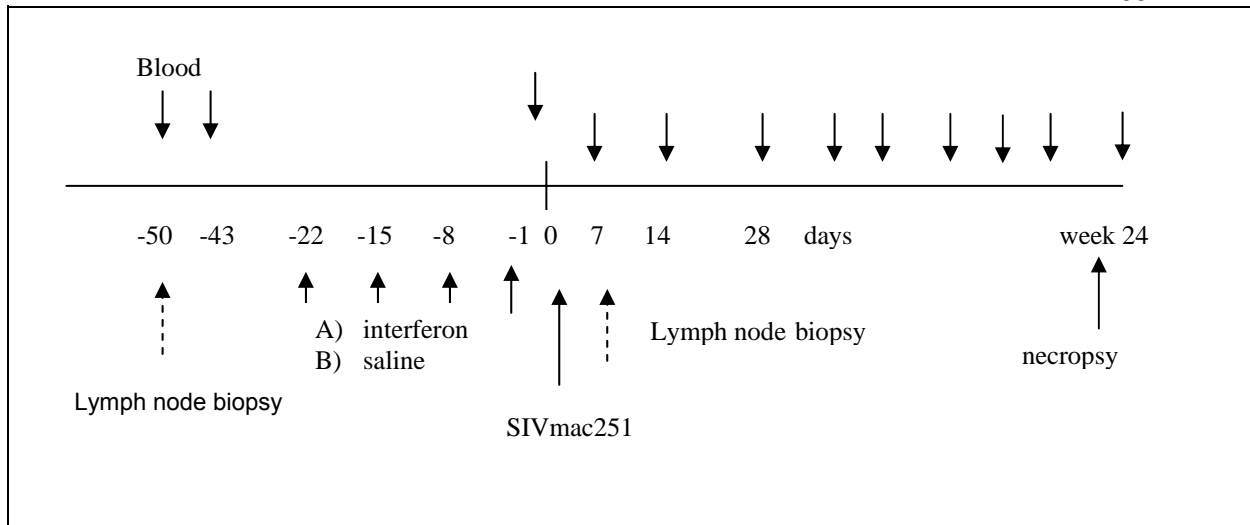 Blood
-50 -43 -22 -15 -8 -1 0 7 14 28 days week 24
A) interferon
B) saline
Lymph node biopsy
necropsy
Lymph node biopsy
SIVmac251